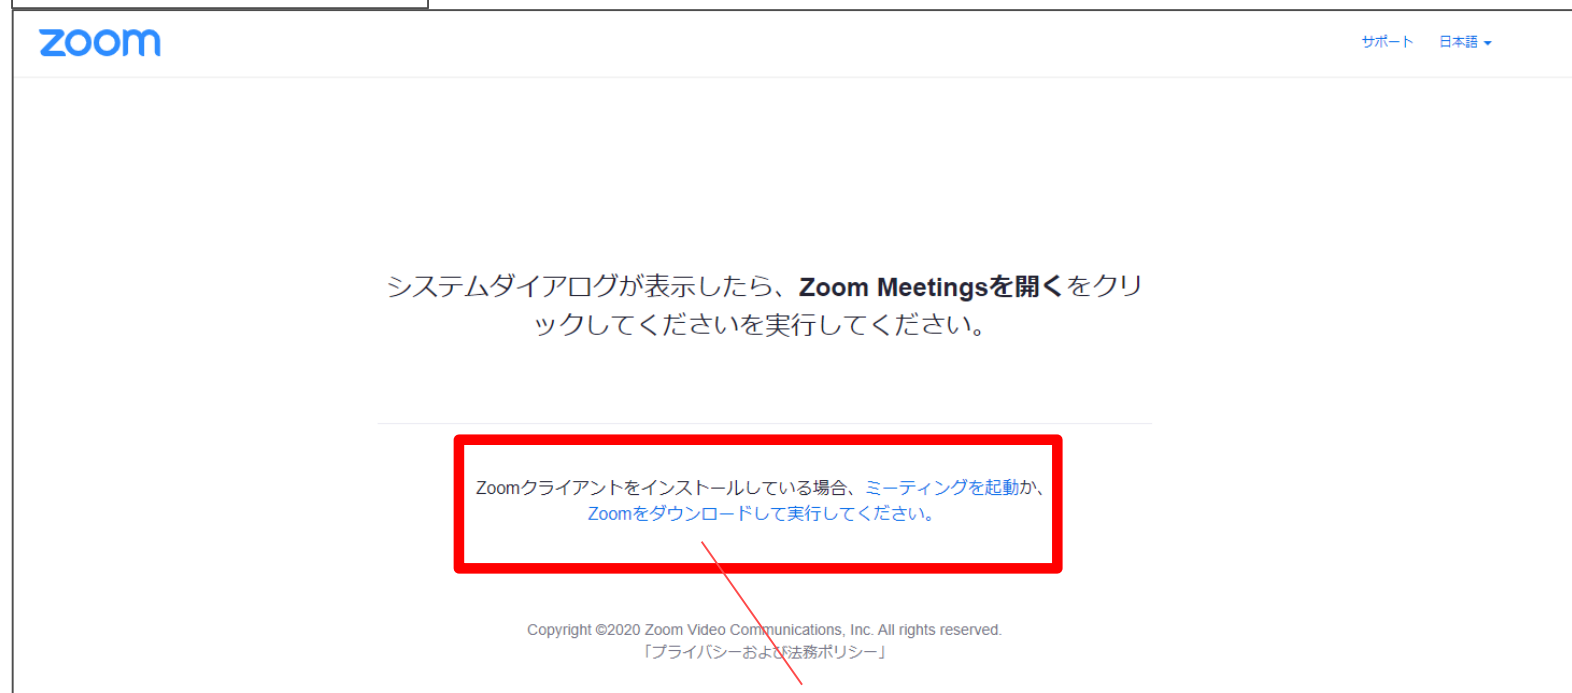 zoom
サポート 日本語
システムダイアログが表示したら、Zoom Meetingsを開くをクリ
ックしてくださいを実行してください。
Zoomクライアントをインストールしている場合、ミーティングを起動か、
Zoomをダウンロードして実行してください。
Copyright ©2020 Zoom Video Communications, Inc. All rights reserved.
「プライバシーおよび法務ポリシー」